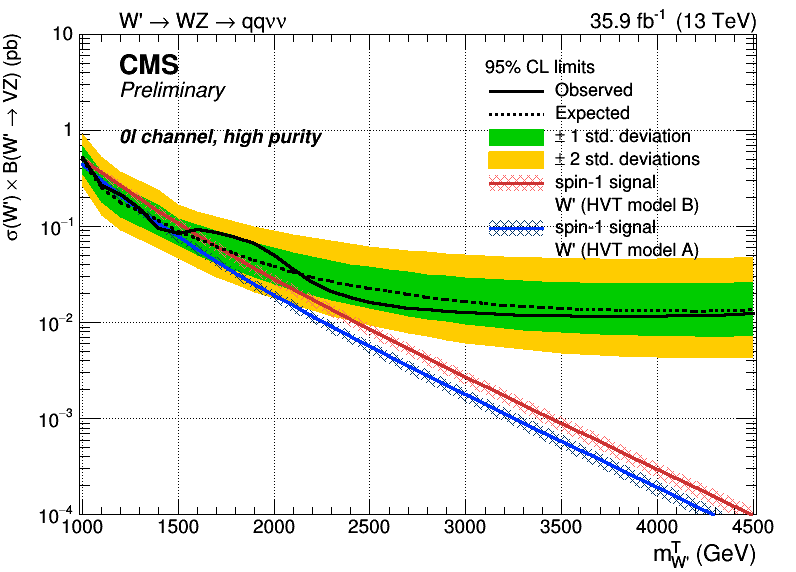 W' → WZ → qqνν
35.9 fb⁻¹ (13 TeV)
σ(W') × B(W' → VZ) (pb)
CMS
Preliminary
0l channel, high purity
95% CL limits
Observed
Expected
± 1 std. deviation
± 2 std. deviations
spin-1 signal
W' (HVT model B)
spin-1 signal
W' (HVT model A)
10
1
10⁻¹
10⁻²
10⁻³
10⁻⁴
1000 1500 2000 2500 3000 3500 4000 4500
m^T_W' (GeV)